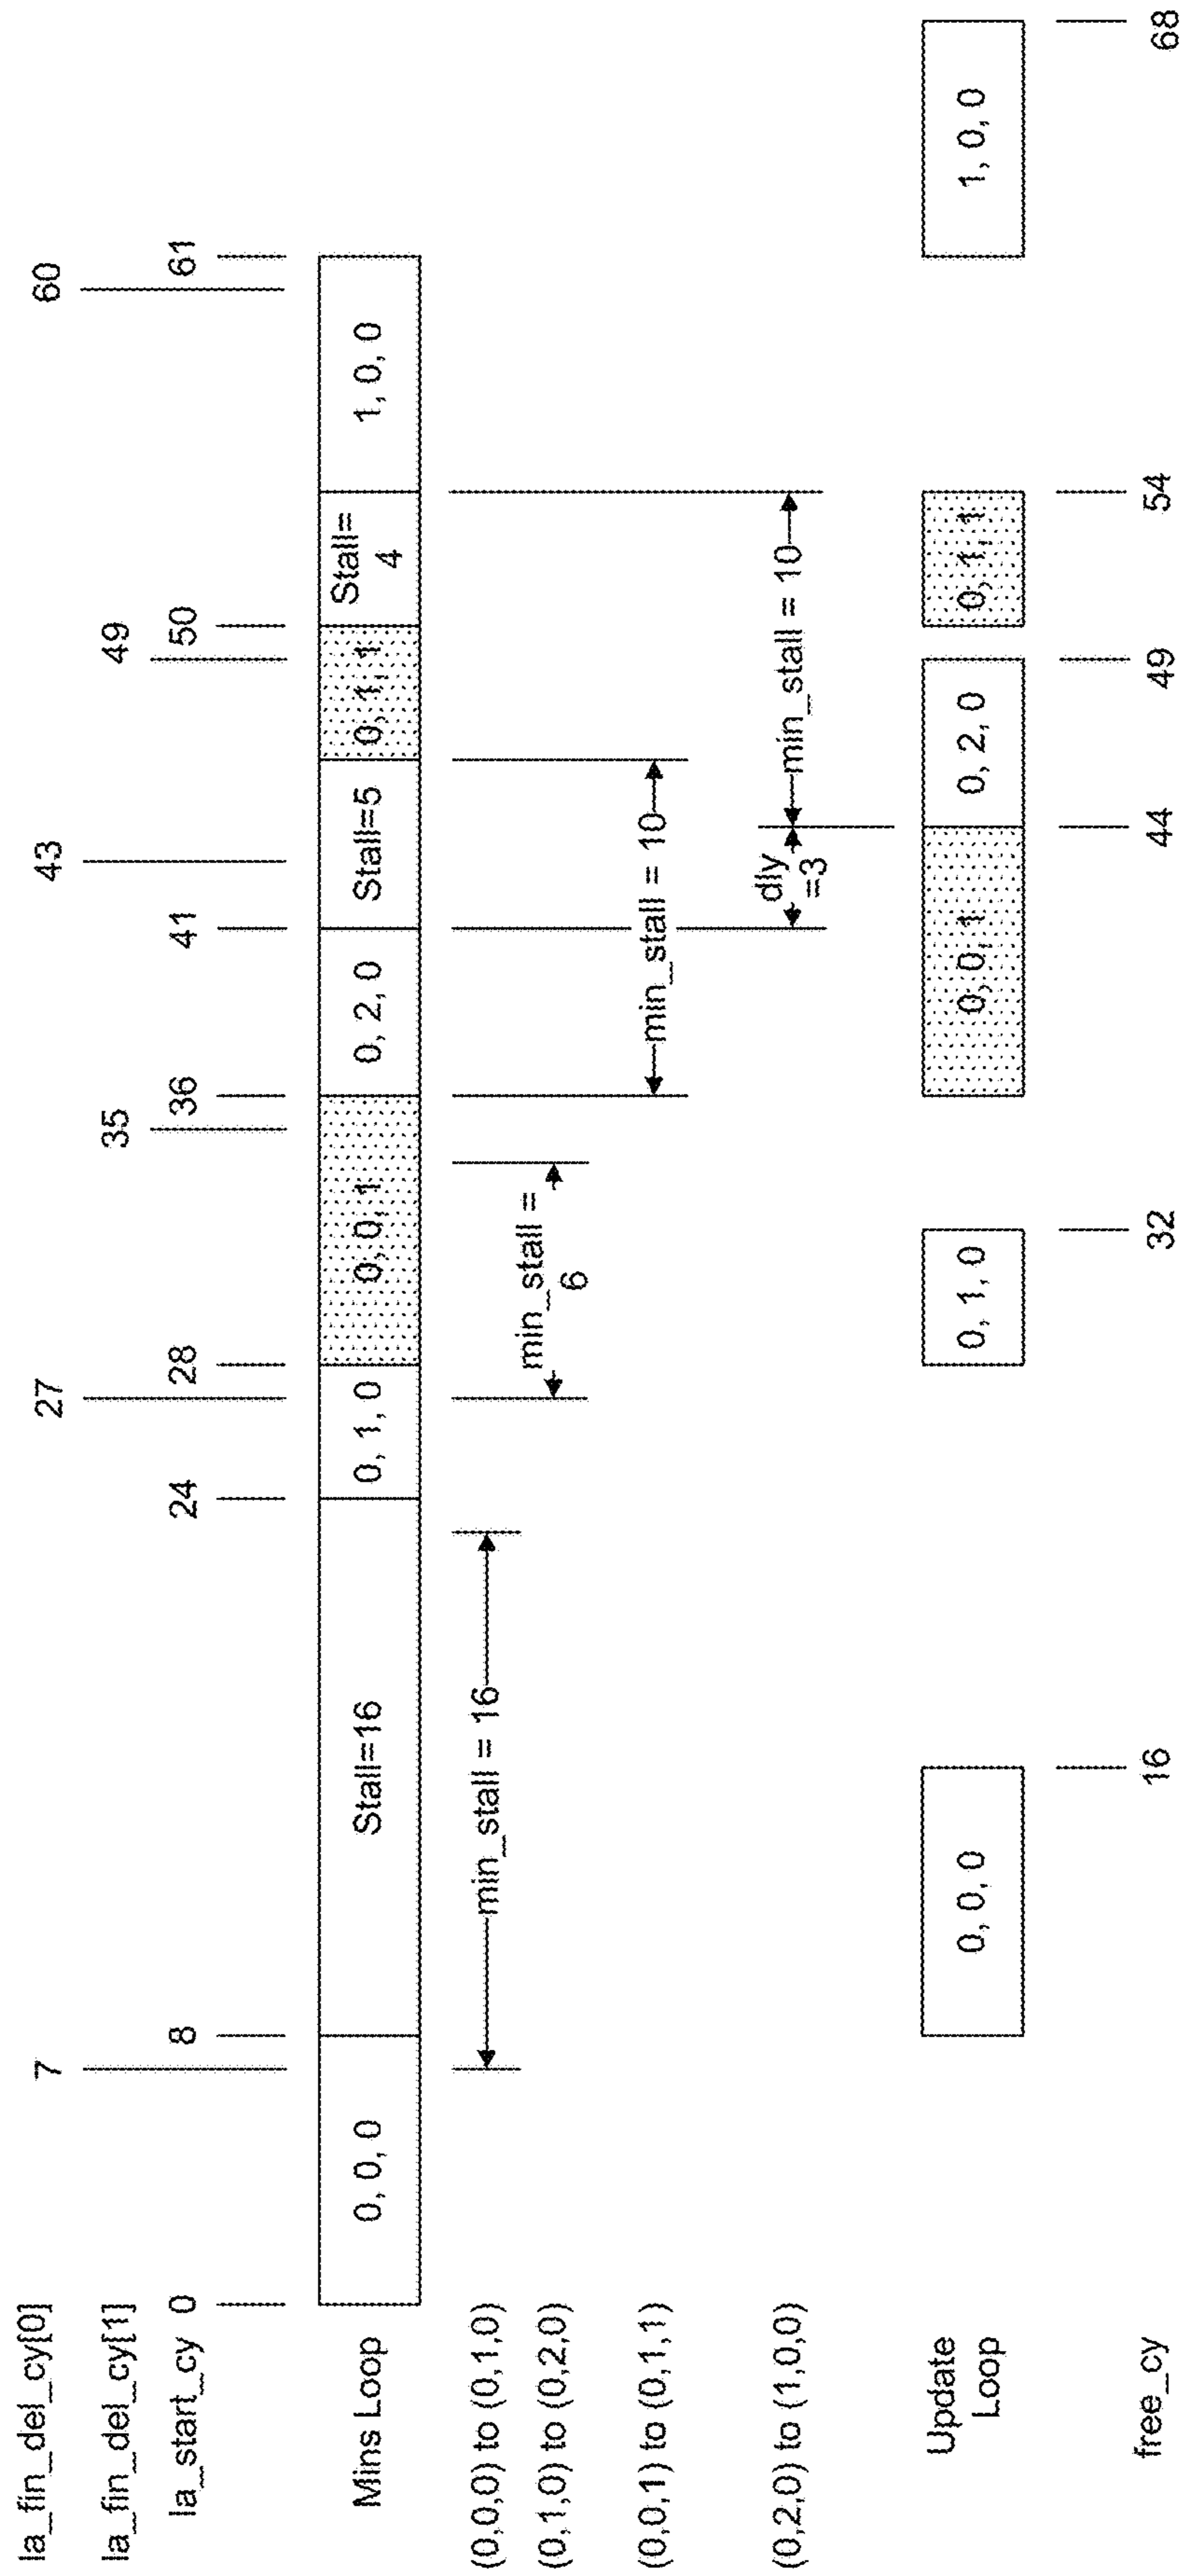 la_fin_del_cy[0] 7 27 43 60
la_fin_del_cy[1] 35 49
la_start_cy 0 8 24 28 36 41 50 61
Mins Loop 0, 0, 0 Stall=16 0, 1, 0 0, 0, 1 0, 2, 0 Stall=5 0, 1, 1 Stall= 1, 0, 0
4
(0,0,0) to (0,1,0) min_stall = 16
(0,1,0) to (0,2,0) min_stall =
6
(0,0,1) to (0,1,1) min_stall = 10
(0,2,0) to (1,0,0) dly min_stall = 10
=3
Update 0, 0, 0 0, 1, 0 0, 0, 1 0, 2, 0 0, 1, 1 1, 0, 0
Loop
free_cy 16 32 44 49 54 68